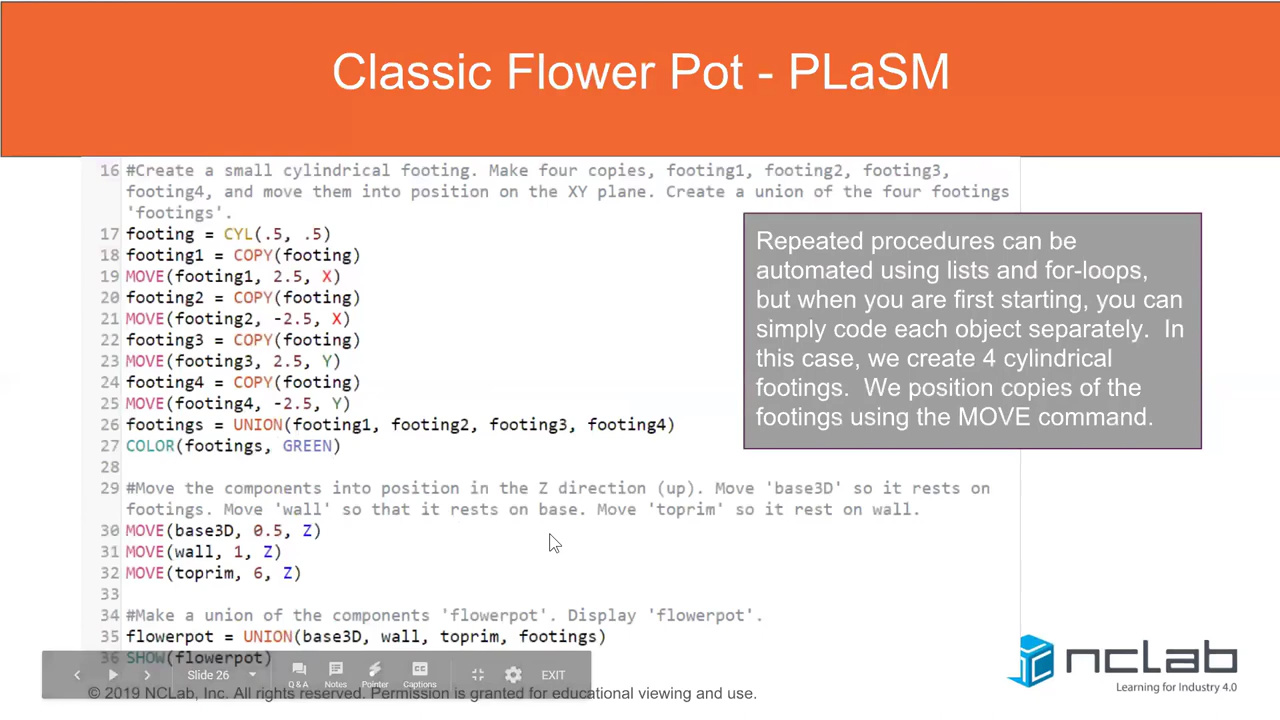 Classic Flower Pot - PLaSM
16 #Create a small cylindrical footing. Make four copies, footing1, footing2, footing3,
footing4, and move them into position on the XY plane. Create a union of the four footings
'footings'.
17 footing = CYL(.5, .5)
18 footing1 = COPY(footing)
19 MOVE(footing1, 2.5, X)
20 footing2 = COPY(footing)
21 MOVE(footing2, -2.5, X)
22 footing3 = COPY(footing)
23 MOVE(footing3, 2.5, Y)
24 footing4 = COPY(footing)
25 MOVE(footing4, -2.5, Y)
26 footings = UNION(footing1, footing2, footing3, footing4)
27 COLOR(footings, GREEN)
28
29 #Move the components into position in the Z direction (up). Move 'base3D' so it rests on
footings. Move 'wall' so that it rests on base. Move 'toprim' so it rest on wall.
30 MOVE(base3D, 0.5, Z)
31 MOVE(wall, 1, Z)
32 MOVE(toprim, 6, Z)
33
34 #Make a union of the components 'flowerpot'. Display 'flowerpot'.
35 flowerpot = UNION(base3D, wall, toprim, footings)
36 SHOW(flowerpot)
Repeated procedures can be
automated using lists and for-loops,
but when you are first starting, you can
simply code each object separately. In
this case, we create 4 cylindrical
footings. We position copies of the
footings using the MOVE command.
Slide 26
Q & A
Notes
Pointer
CC
Captions
EXIT
© 2019 NCLab, Inc. All rights reserved. Permission is granted for educational viewing and use.
nclab
Learning for Industry 4.0